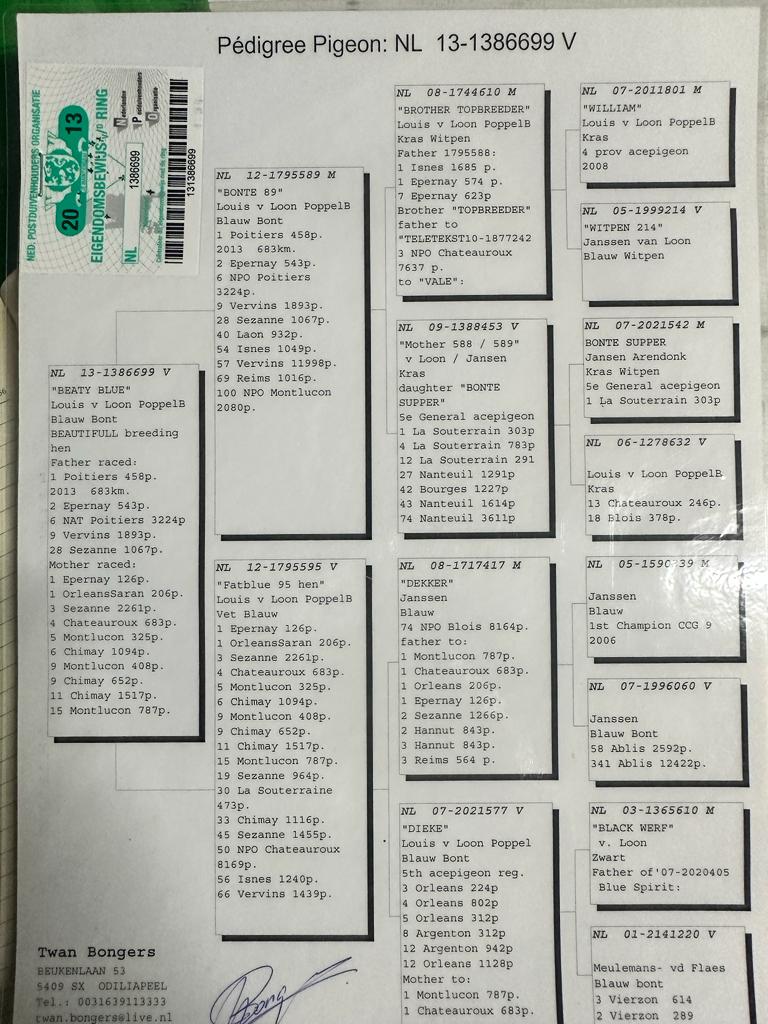 Pédigree Pigeon: NL 13-1386699 V
NED. POSTDUIVENHOUDERS ORGANISATIE
20 13
EIGENDOMSBEWIJS V/D RING
NL 1386699
Nederlandse
Postduivenhouders
Organisatie
131386699
NL 13-1386699 V
"BEATY BLUE"
Louis v Loon PoppelB
Blauw Bont
BEAUTIFULL breeding
hen
Father raced:
1 Poitiers 458p.
2013 683km.
2 Epernay 543p.
6 NAT Poitiers 3224p
9 Vervins 1893p.
28 Sezanne 1067p.
Mother raced:
1 Epernay 126p.
1 OrleansSaran 206p.
3 Sezanne 2261p.
4 Chateauroux 683p.
5 Montlucon 325p.
6 Chimay 1094p.
9 Montlucon 408p.
9 Chimay 652p.
11 Chimay 1517p.
15 Montlucon 787p.
NL 12-1795589 M
"BONTE 89"
Louis v Loon PoppelB
Blauw Bont
1 Poitiers 458p.
2013 683km.
2 Epernay 543p.
6 NPO Poitiers
3224p.
9 Vervins 1893p.
28 Sezanne 1067p.
40 Laon 932p.
54 Isnes 1049p.
57 Vervins 11998p.
69 Reims 1016p.
100 NPO Montlucon
2080p.
NL 12-1795595 V
"Fatblue 95 hen"
Louis v Loon PoppelB
Vet Blauw
1 Epernay 126p.
1 OrleansSaran 206p.
3 Sezanne 2261p.
4 Chateauroux 683p.
5 Montlucon 325p.
6 Chimay 1094p.
9 Montlucon 408p.
9 Chimay 652p.
11 Chimay 1517p.
15 Montlucon 787p.
19 Sezanne 964p.
30 La Souterraine
473p.
33 Chimay 1116p.
45 Sezanne 1455p.
50 NPO Chateauroux
8169p.
56 Isnes 1240p.
66 Vervins 1439p.
NL 08-1744610 M
"BROTHER TOPBREEDER"
Louis v Loon PoppelB
Kras Witpen
Father 1795588:
1 Isnes 1685 p.
1 Epernay 574 p.
7 Epernay 623p
Brother "TOPBREEDER"
father to
"TELETEKST10-1877242
3 NPO Chateauroux
7637 p.
to "VALE":
NL 09-1388453 V
"Mother 588 / 589"
v Loon / Jansen
Kras
daughter "BONTE
SUPPER"
5e General acepigeon
1 La Souterrain 303p
4 La Souterrain 783p
12 La Souterrain 291
27 Nanteuil 1291p
42 Bourges 1227p
43 Nanteuil 1614p
74 Nanteuil 3611p
NL 08-1717417 M
"DEKKER"
Janssen
Blauw
74 NPO Blois 8164p.
father to:
1 Montlucon 787p.
1 Chateauroux 683p.
1 Orleans 206p.
1 Epernay 126p.
2 Sezanne 1266p.
2 Hannut 843p.
3 Hannut 843p.
3 Reims 564 p.
NL 07-2021577 V
"DIEKE"
Louis v Loon Poppel
Blauw Bont
5th acepigeon reg.
3 Orleans 224p
4 Orleans 802p
5 Orleans 312p
8 Argenton 312p
12 Argenton 942p
12 Orleans 1128p
Mother to:
1 Montlucon 787p.
1 Chateauroux 683p.
NL 07-2011801 M
"WILLIAM"
Louis v Loon PoppelB
Kras
4 prov acepigeon
2008
NL 05-1999214 V
"WITPEN 214"
Janssen van Loon
Blauw Witpen
NL 07-2021542 M
BONTE SUPPER
Jansen Arendonk
Kras Witpen
5e General acepigeon
1 La Souterrain 303p
NL 06-1278632 V
Louis v Loon PoppelB
Kras
13 Chateauroux 246p.
18 Blois 378p.
NL M
Janssen
Blauw
1st Champion CCG 9
2006
NL 07-1996060 V
Janssen
Blauw Bont
58 Ablis 2592p.
341 Ablis 12422p.
NL 03-1365610 M
"BLACK WERF"
v. Loon
Zwart
Father of'07-2020405
Blue Spirit:
NL 01-2141220 V
Meulemans- vd Flaes
Blauw bont
3 Vierzon 614
2 Vierzon 289
Twan Bongers
BEUKENLAAN 53
5409 SX ODILIAPEEL
Tel.: 0031639113333
twan.bongers@live.nl